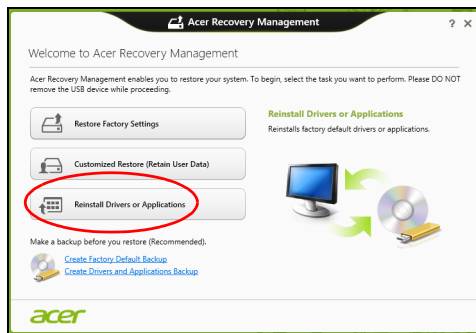 Acer Recovery Management
? X
Welcome to Acer Recovery Management
Acer Recovery Management enables you to restore your system. To begin, select the task you want to perform. Please DO NOT
remove the USB device while proceeding.
Restore Factory Settings
Customized Restore (Retain User Data)
Reinstall Drivers or Applications
Reinstall Drivers or Applications
Reinstalls factory default drivers or applications.
Make a backup before you restore (Recommended).
Create Factory Default Backup
Create Drivers and Applications Backup
acer